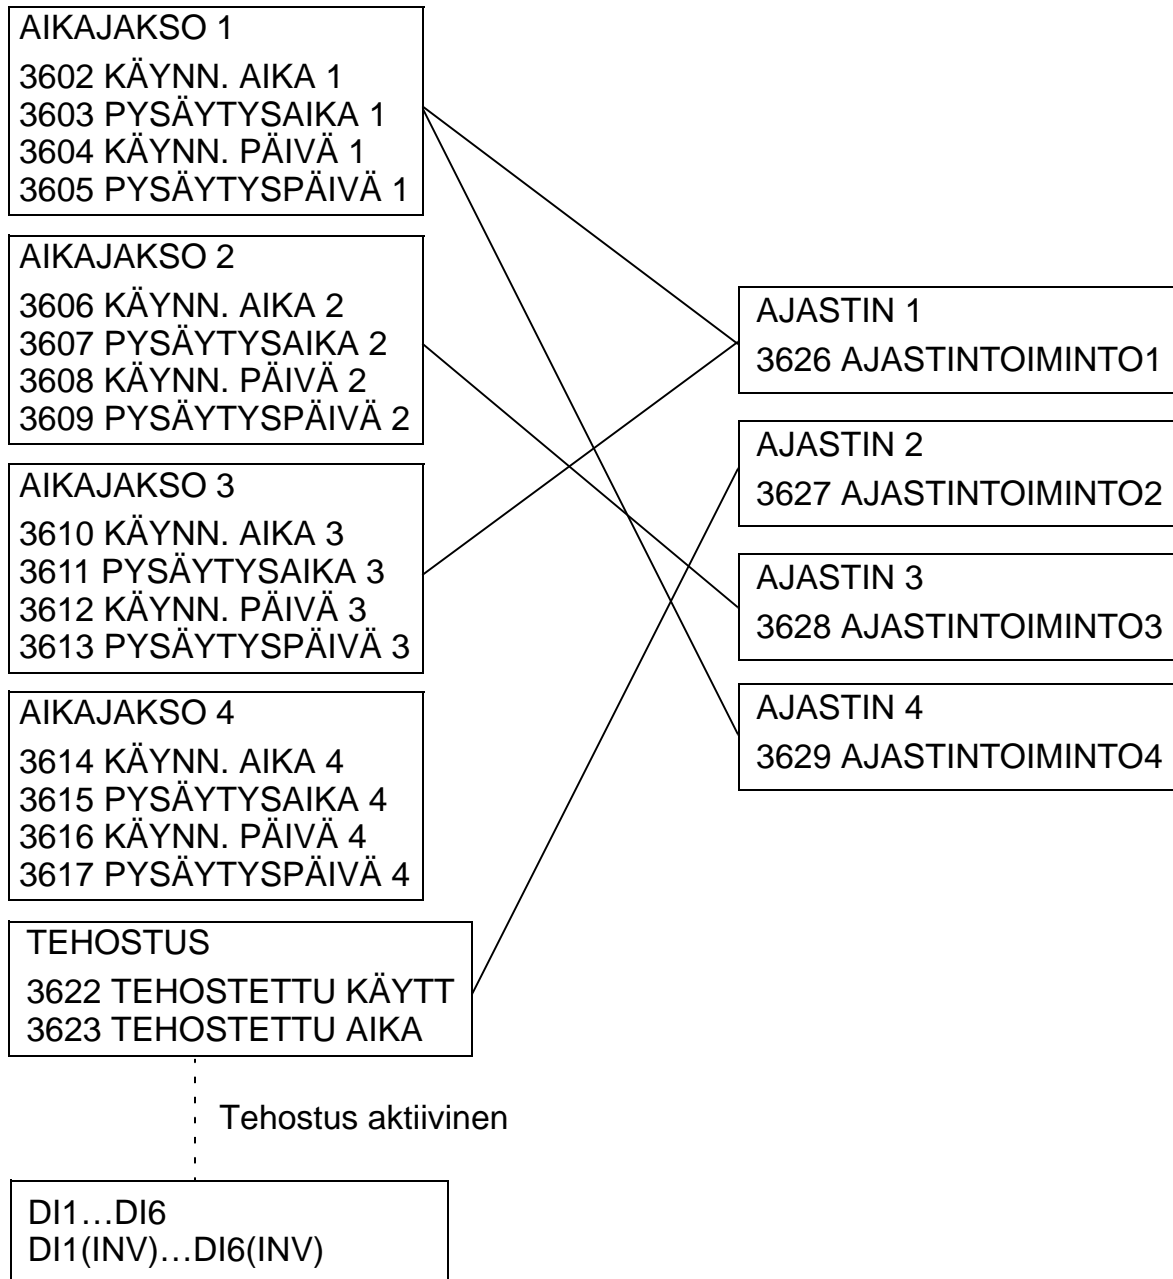 AIKAJAKSO 1
3602 KÄYNN. AIKA 1
3603 PYSÄYTYSAIKA 1
3604 KÄYNN. PÄIVÄ 1
3605 PYSÄYTYSPÄIVÄ 1
AIKAJAKSO 2
3606 KÄYNN. AIKA 2
3607 PYSÄYTYSAIKA 2
3608 KÄYNN. PÄIVÄ 2
3609 PYSÄYTYSPÄIVÄ 2
AIKAJAKSO 3
3610 KÄYNN. AIKA 3
3611 PYSÄYTYSAIKA 3
3612 KÄYNN. PÄIVÄ 3
3613 PYSÄYTYSPÄIVÄ 3
AIKAJAKSO 4
3614 KÄYNN. AIKA 4
3615 PYSÄYTYSAIKA 4
3616 KÄYNN. PÄIVÄ 4
3617 PYSÄYTYSPÄIVÄ 4
TEHOSTUS
3622 TEHOSTETTU KÄYTT
3623 TEHOSTETTU AIKA
Tehostus aktiivinen
DI1…DI6
DI1(INV)…DI6(INV)
AJASTIN 1
3626 AJASTINTOIMINTO1
AJASTIN 2
3627 AJASTINTOIMINTO2
AJASTIN 3
3628 AJASTINTOIMINTO3
AJASTIN 4
3629 AJASTINTOIMINTO4